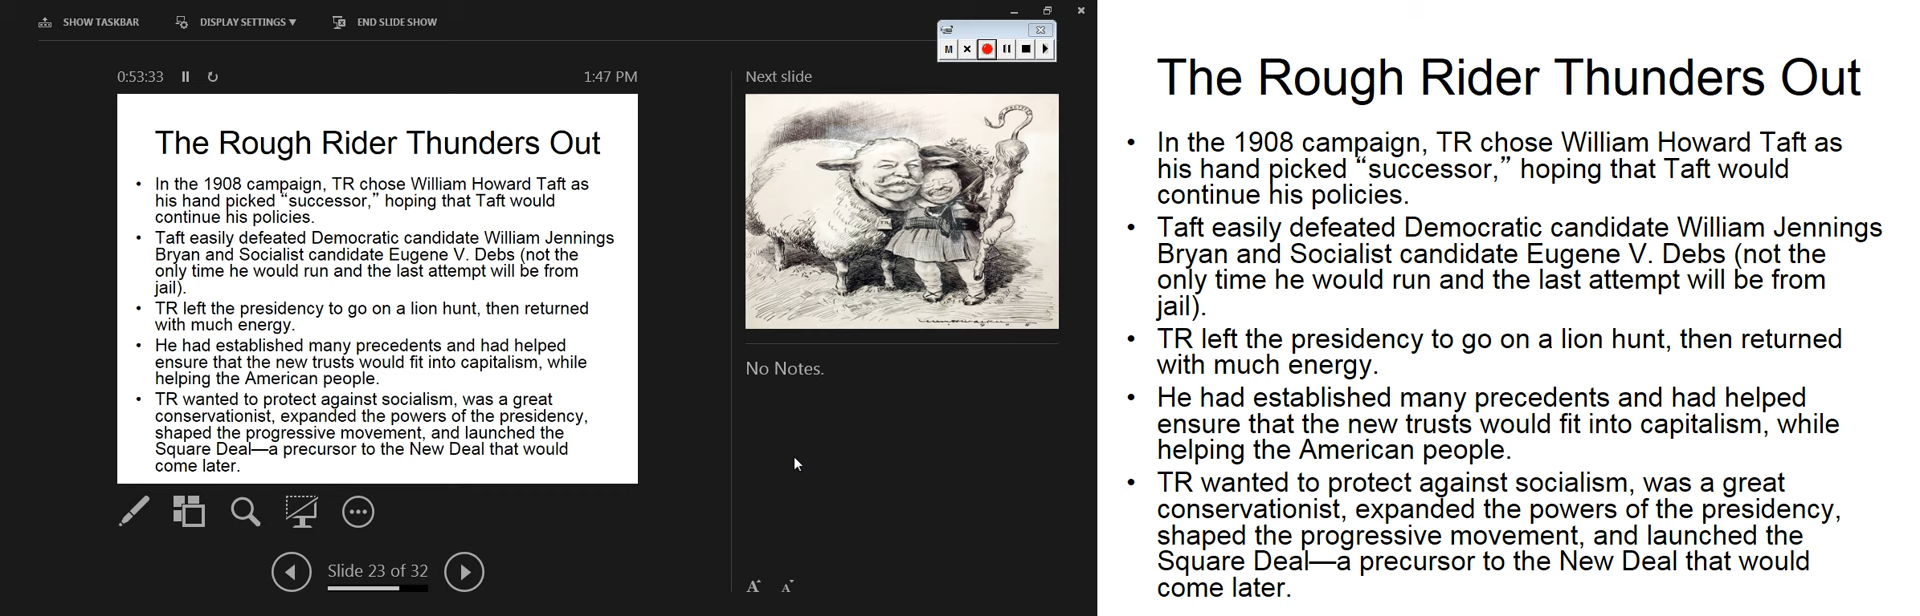 SHOW TASKBAR
DISPLAY SETTINGS ▼
END SLIDE SHOW
M
0:53:33
1:47 PM
The Rough Rider Thunders Out
• In the 1908 campaign, TR chose William Howard Taft as
his hand picked “successor,” hoping that Taft would
continue his policies.
• Taft easily defeated Democratic candidate William Jennings
Bryan and Socialist candidate Eugene V. Debs (not the
only time he would run and the last attempt will be from
jail).
• TR left the presidency to go on a lion hunt, then returned
with much energy.
• He had established many precedents and had helped
ensure that the new trusts would fit into capitalism, while
helping the American people.
• TR wanted to protect against socialism, was a great
conservationist, expanded the powers of the presidency,
shaped the progressive movement, and launched the
Square Deal—a precursor to the New Deal that would
come later.
Slide 23 of 32
Next slide
No Notes.
A A
The Rough Rider Thunders Out
• In the 1908 campaign, TR chose William Howard Taft as
his hand picked “successor,” hoping that Taft would
continue his policies.
• Taft easily defeated Democratic candidate William Jennings
Bryan and Socialist candidate Eugene V. Debs (not the
only time he would run and the last attempt will be from
jail).
• TR left the presidency to go on a lion hunt, then returned
with much energy.
• He had established many precedents and had helped
ensure that the new trusts would fit into capitalism, while
helping the American people.
• TR wanted to protect against socialism, was a great
conservationist, expanded the powers of the presidency,
shaped the progressive movement, and launched the
Square Deal—a precursor to the New Deal that would
come later.